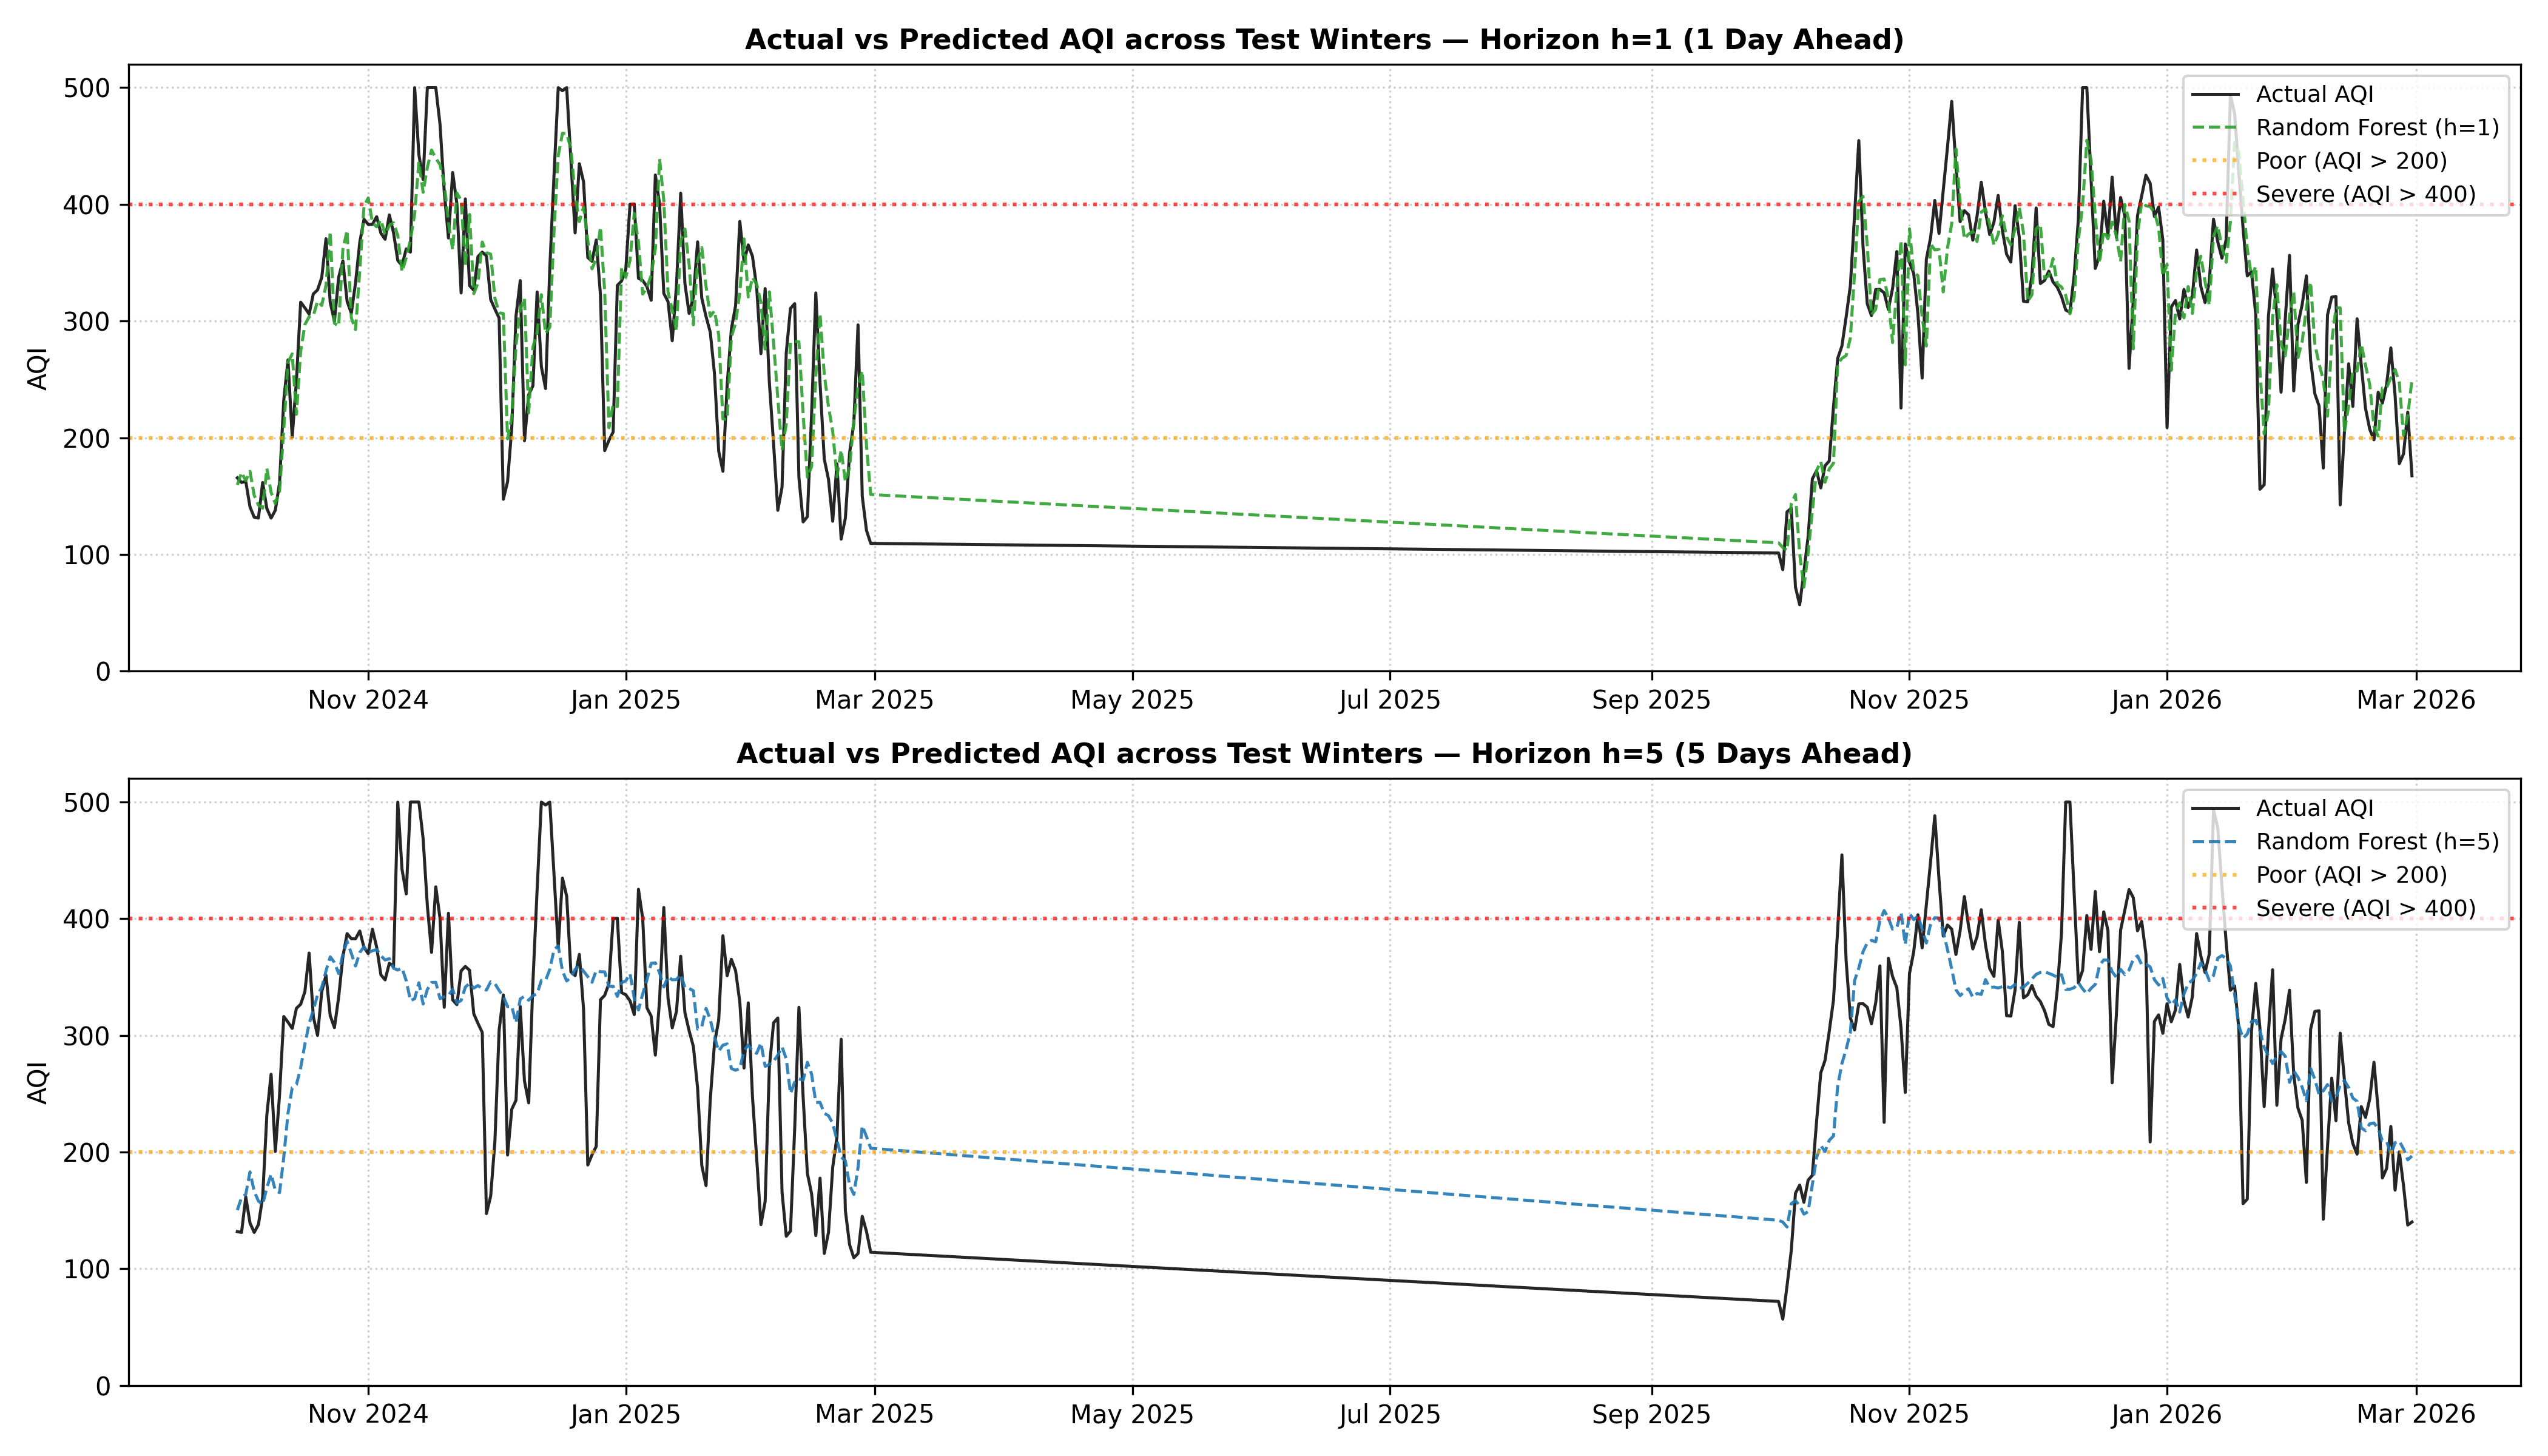 Actual vs Predicted AQI across Test Winters — Horizon h=1 (1 Day Ahead)
AQI
500
400
300
200
100
0
Actual AQI
Random Forest (h=1)
Poor (AQI > 200)
Severe (AQI > 400)
Nov 2024
Jan 2025
Mar 2025
May 2025
Jul 2025
Sep 2025
Nov 2025
Jan 2026
Mar 2026
Actual vs Predicted AQI across Test Winters — Horizon h=5 (5 Days Ahead)
AQI
500
400
300
200
100
0
Actual AQI
Random Forest (h=5)
Poor (AQI > 200)
Severe (AQI > 400)
Nov 2024
Jan 2025
Mar 2025
May 2025
Jul 2025
Sep 2025
Nov 2025
Jan 2026
Mar 2026